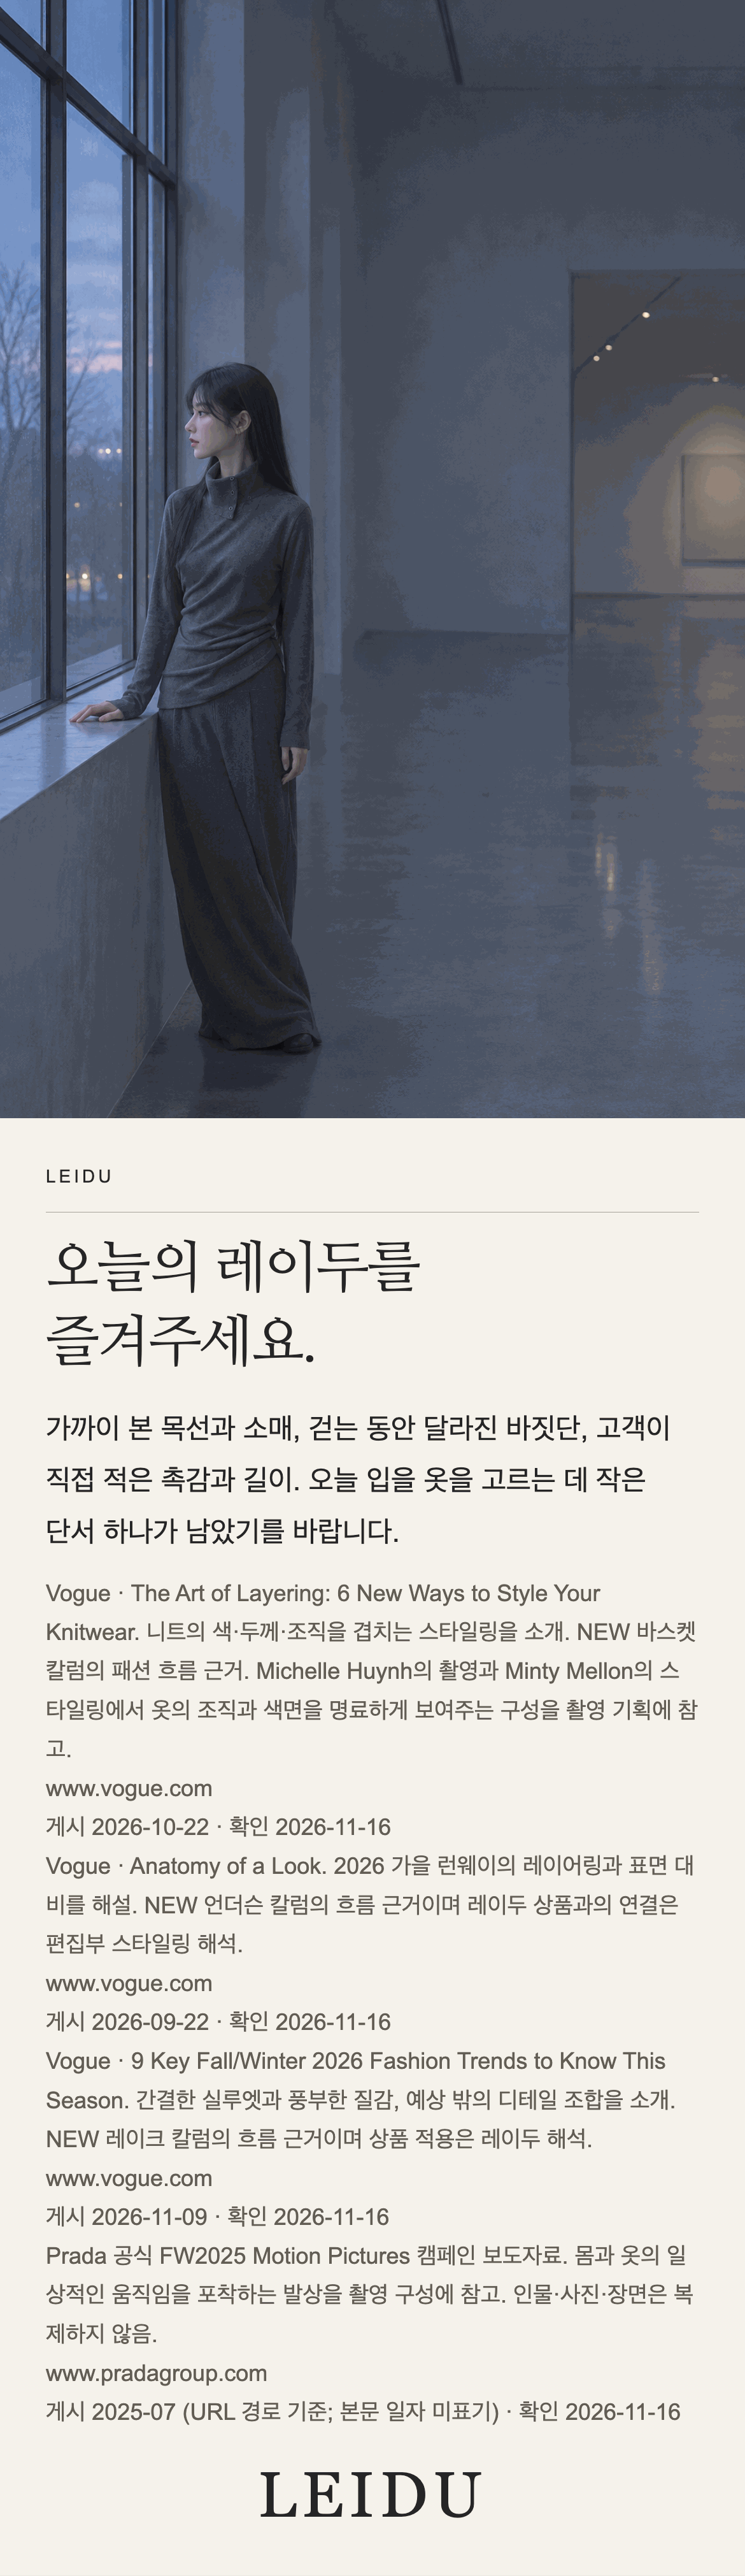 LEIDU
오늘의 레이두를
즐겨주세요.
가까이 본 목선과 소매, 걷는 동안 달라진 바짓단, 고객이
직접 적은 촉감과 길이. 오늘 입을 옷을 고르는 데 작은
단서 하나가 남았기를 바랍니다.
Vogue · The Art of Layering: 6 New Ways to Style Your
Knitwear. 니트의 색·두께·조직을 겹치는 스타일링을 소개. NEW 바스켓
칼럼의 패션 흐름 근거. Michelle Huynh의 촬영과 Minty Mellon의 스
타일링에서 옷의 조직과 색면을 명료하게 보여주는 구성을 촬영 기획에 참
고.
www.vogue.com
게시 2026-10-22 · 확인 2026-11-16
Vogue · Anatomy of a Look. 2026 가을 런웨이의 레이어링과 표면 대
비를 해설. NEW 언더슨 칼럼의 흐름 근거이며 레이두 상품과의 연결은
편집부 스타일링 해석.
www.vogue.com
게시 2026-09-22 · 확인 2026-11-16
Vogue · 9 Key Fall/Winter 2026 Fashion Trends to Know This
Season. 간결한 실루엣과 풍부한 질감, 예상 밖의 디테일 조합을 소개.
NEW 레이크 칼럼의 흐름 근거이며 상품 적용은 레이두 해석.
www.vogue.com
게시 2026-11-09 · 확인 2026-11-16
Prada 공식 FW2025 Motion Pictures 캠페인 보도자료. 몸과 옷의 일
상적인 움직임을 포착하는 발상을 촬영 구성에 참고. 인물·사진·장면은 복
제하지 않음.
www.pradagroup.com
게시 2025-07 (URL 경로 기준; 본문 일자 미표기) · 확인 2026-11-16
LEIDU